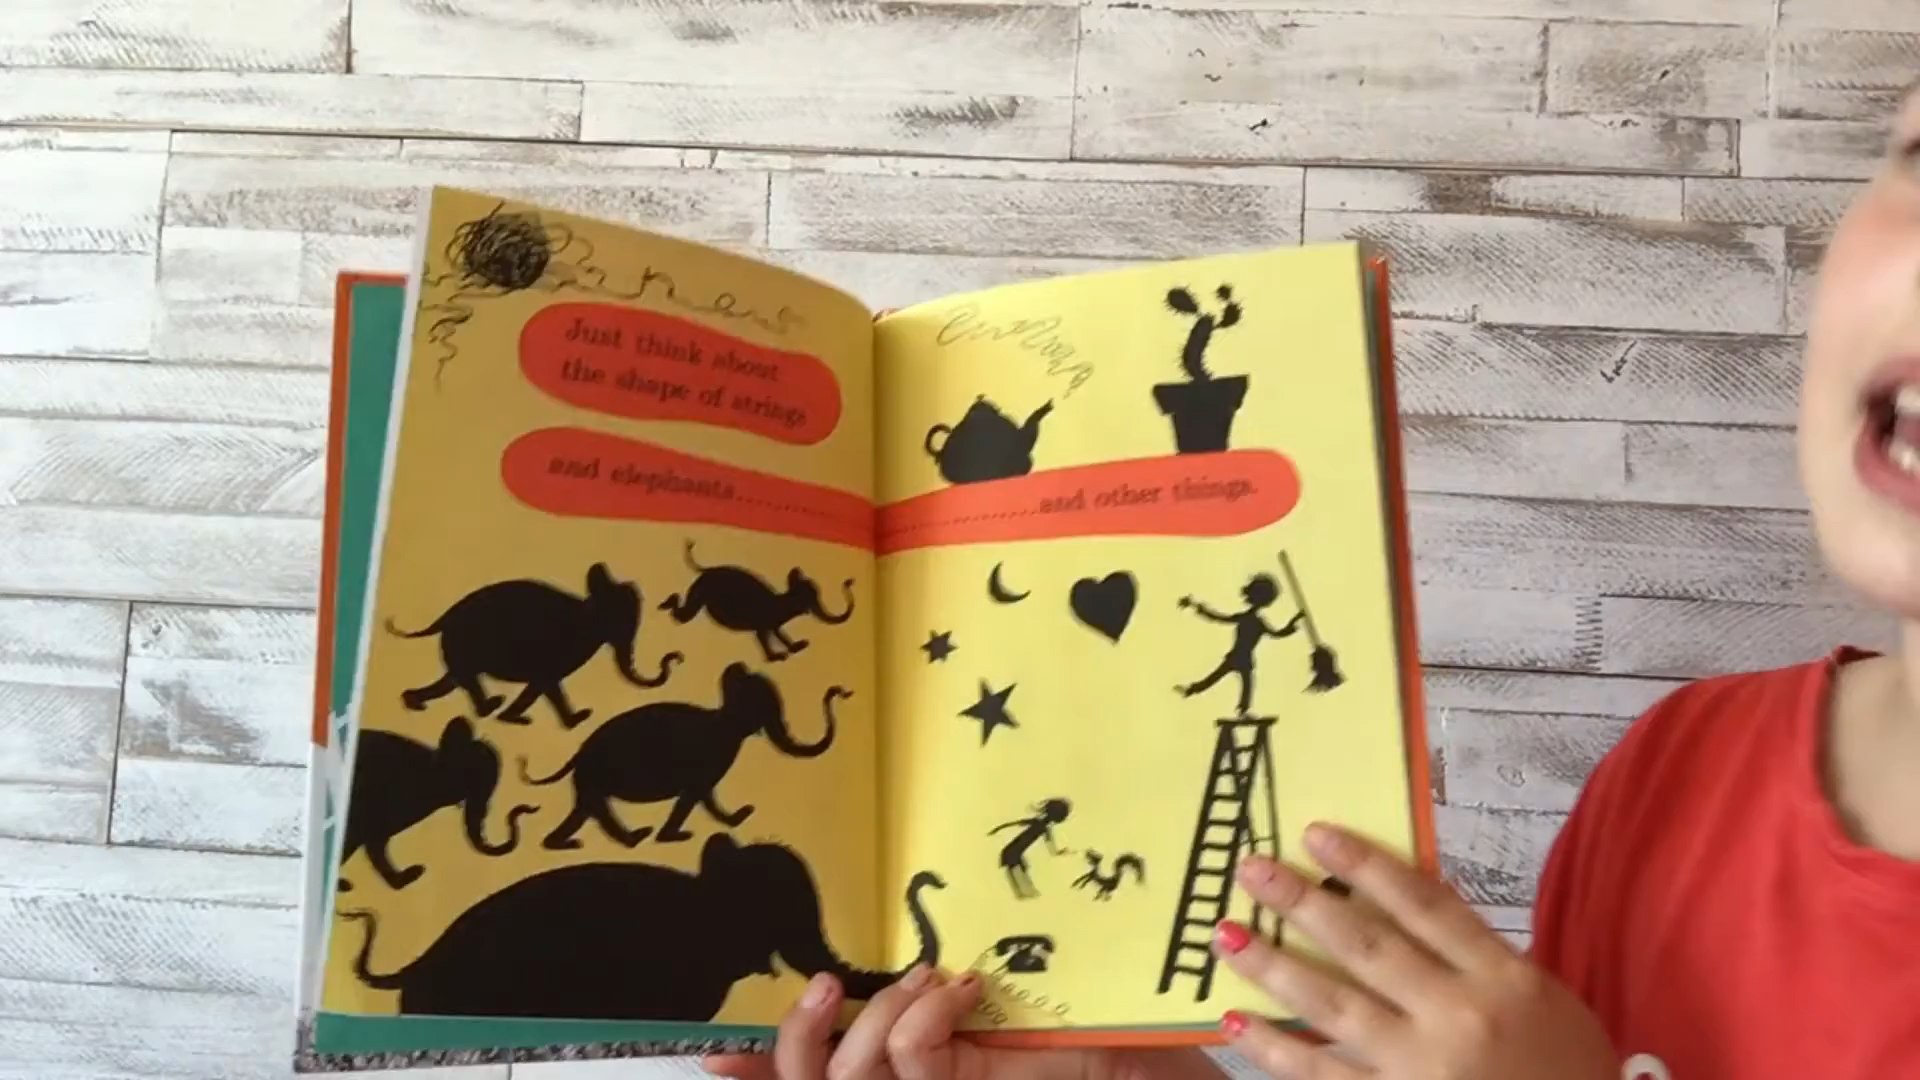 Just think about
the shape of strings
and elephants....................
....................and other things.